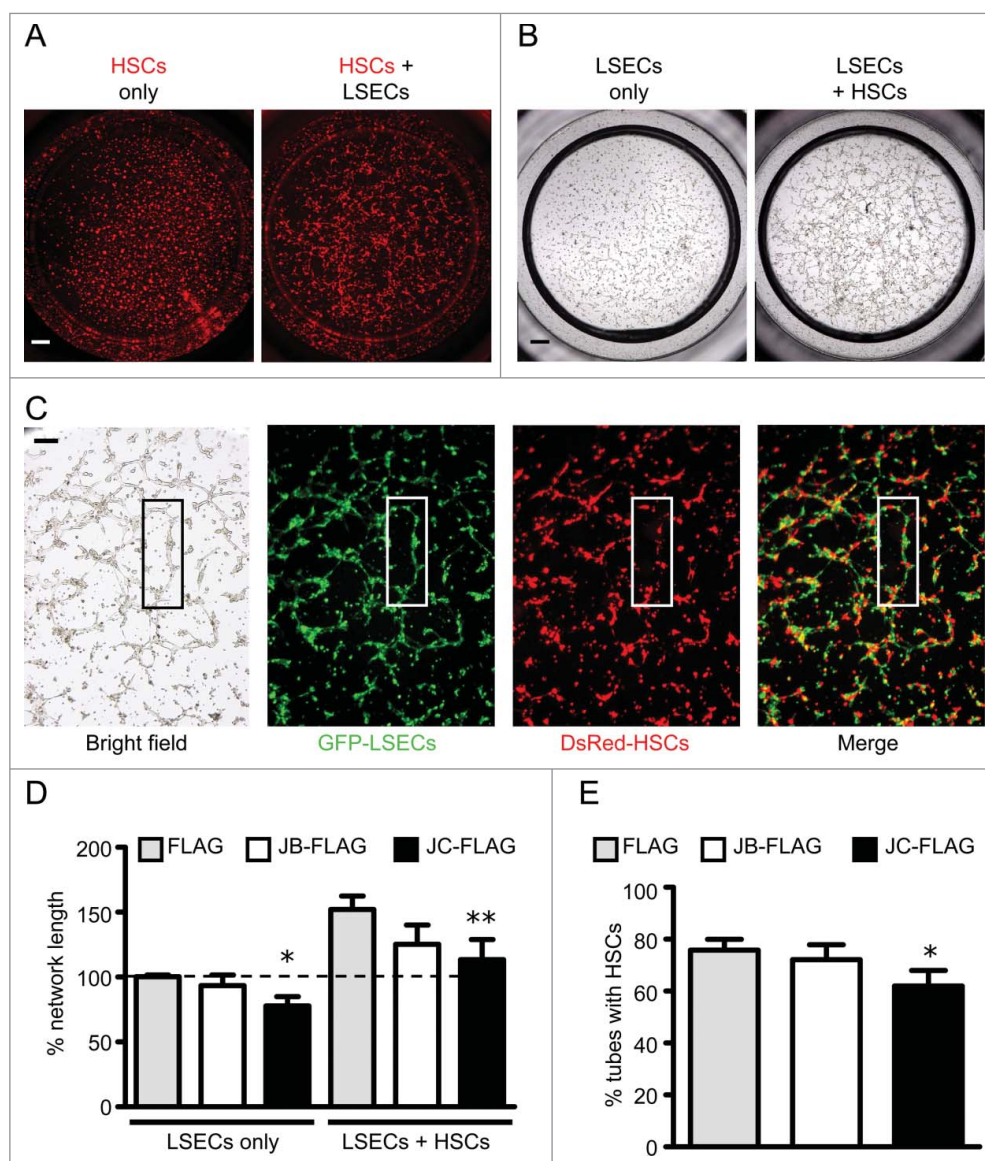 A
HSCs
only
HSCs +
LSECs
B
LSECs
only
LSECs
+ HSCs
C
Bright field
GFP-LSECs
DsRed-HSCs
Merge
D
FLAG
JB-FLAG
JC-FLAG
% network length
200
150
100
50
0
*
**
LSECs only
LSECs + HSCs
E
FLAG
JB-FLAG
JC-FLAG
% tubes with HSCs
100
80
60
40
20
0
*